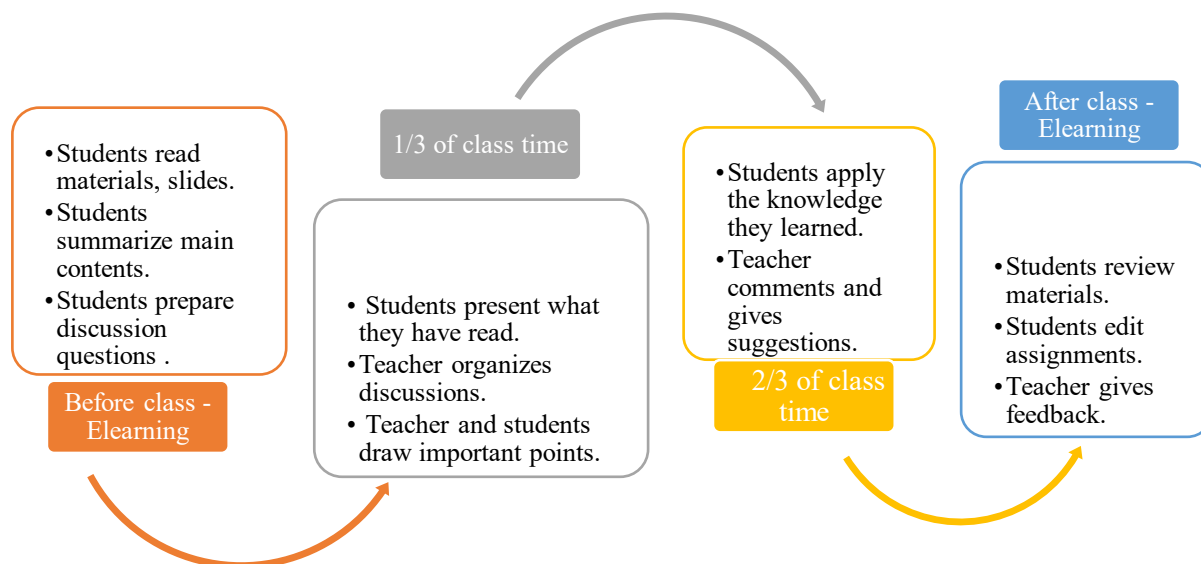 •Students read
materials, slides.
•Students
summarize main
contents.
•Students prepare
discussion
questions .
Before class -
Elearning
1/3 of class time
• Students present what
they have read.
•Teacher organizes
discussions.
• Teacher and students
draw important points.
•Students apply
the knowledge
they learned.
•Teacher
comments and
gives
suggestions.
2/3 of class
time
After class -
Elearning
•Students review
materials.
•Students edit
assignments.
•Teacher gives
feedback.